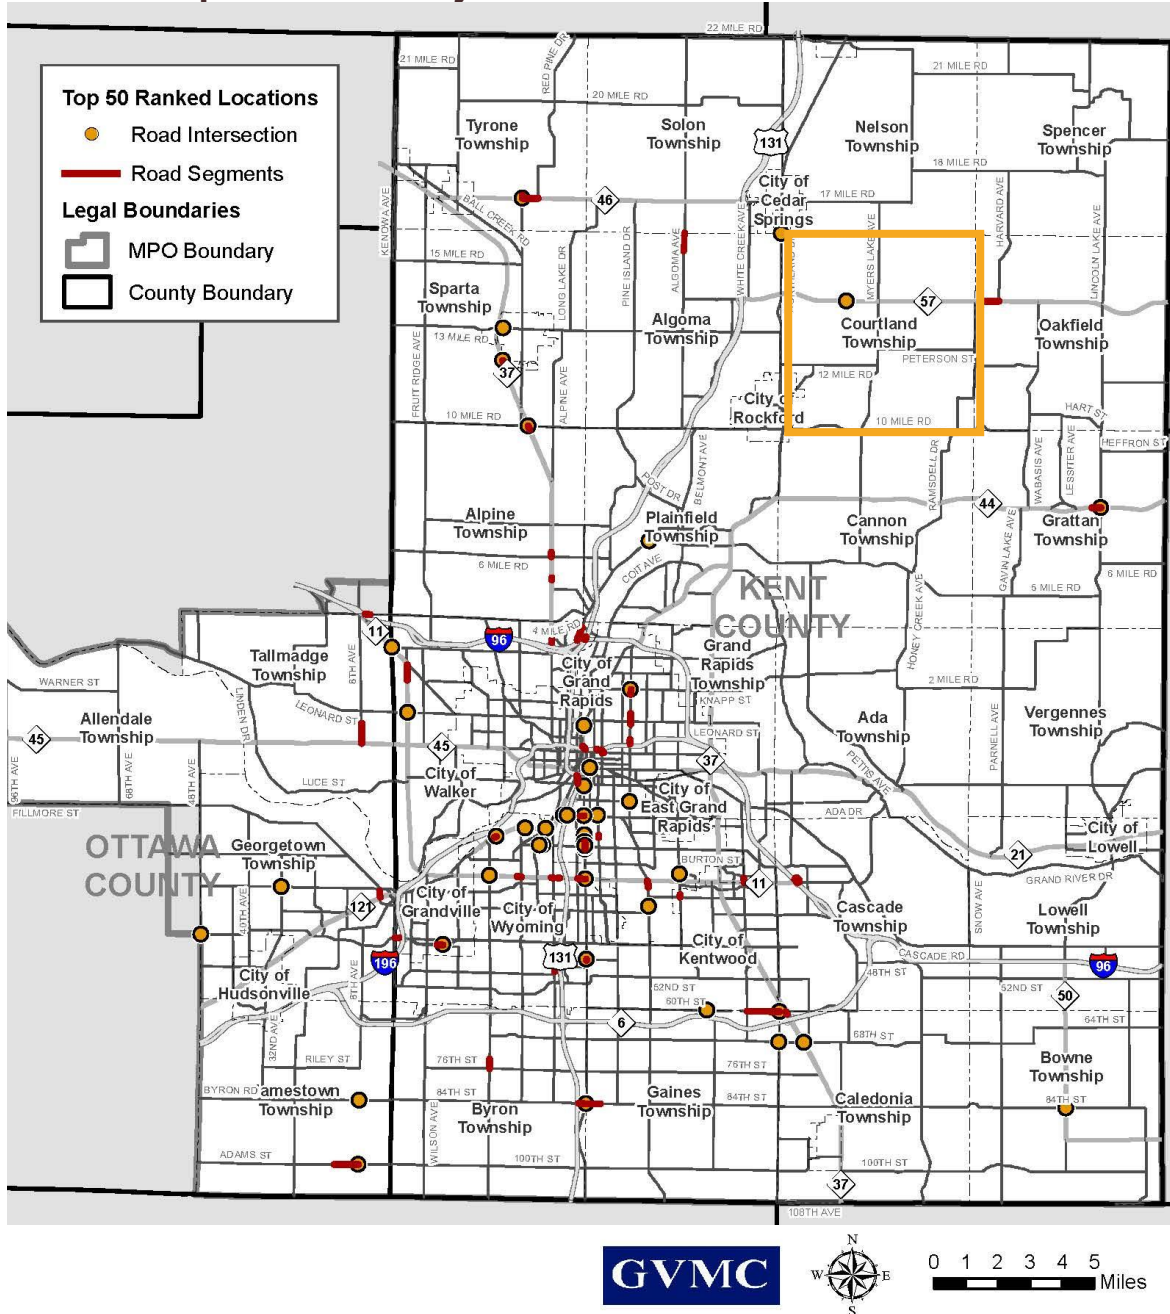 22 MILE RD
Top 50 Ranked Locations
Road Intersection
Road Segments
Legal Boundaries
MPO Boundary
County Boundary
21 MILE RD
RED PINE DR
20 MILE RD
21 MILE RD
Tyrone
Township
Solon
Township
131
Nelson
Township
Spencer
Township
18 MILE RD
City of
Cedar
Springs
17 MILE RD
KENOWA AVE
BALL CREEK RD
46
HARVARD AVE
LINCOLN LAKE AVE
15 MILE RD
LONG LAKE DR
PINE ISLAND DR
ALGOMA AVE
WHITE CREEK AVE
MYERS LAKE AVE
Sparta
Township
57
13 MILE RD
Algoma
Township
Courtland
Township
Oakfield
Township
PETERSON ST
FRUIT RIDGE AVE
37
ALPINE AVE
12 MILE RD
City of
Rockford
10 MILE RD
10 MILE RD
HART ST
HEFFRON ST
BELMONT AVE
RAMSDELL DR
WABASIS AVE
LESSITER AVE
POST DR
44
Alpine
Township
Plainfield
Township
Cannon
Township
GAVIN LAKE AVE
Grattan
Township
6 MILE RD
COIT AVE
KENT
COUNTY
HONEY CREEK AVE
5 MILE RD
6 MILE RD
11
96
4 MILE RD
Tallmadge
Township
8TH AVE
City of
Grand
Rapids
Grand
Rapids
Township
KNAPP ST
WARNER ST
2 MILE RD
LINDEN DR
LEONARD ST
Allendale
Township
45
45
LEONARD ST
Ada
Township
Vergennes
Township
PARNELL AVE
96TH AVE
68TH AVE
48TH AVE
LUCE ST
City of
Walker
37
PETTIS AVE
City of
East Grand
Rapids
ADA DR
FILLMORE ST
OTTAWA
COUNTY
Georgetown
Township
BURTON ST
City of
Lowell
21
GRAND RIVER DR
11
40TH AVE
121
City of
Grandville
City of
Wyoming
Cascade
Township
SNOW AVE
Lowell
Township
City of
Kentwood
City of
Hudsonville
8TH AVE
196
131
CASCADE RD
96
48TH ST
52ND ST
52ND ST
60TH ST
50
32ND AVE
6
64TH ST
68TH ST
RILEY ST
76TH ST
76TH ST
Bowne
Township
BYRON RD
amestown
Township
84TH ST
Gaines
Township
84TH ST
Caledonia
Township
84TH ST
WILSON AVE
Byron
Township
ADAMS ST
100TH ST
100TH ST
37
108TH AVE
GVMC
N
W
E
S
0 1 2 3 4 5
Miles